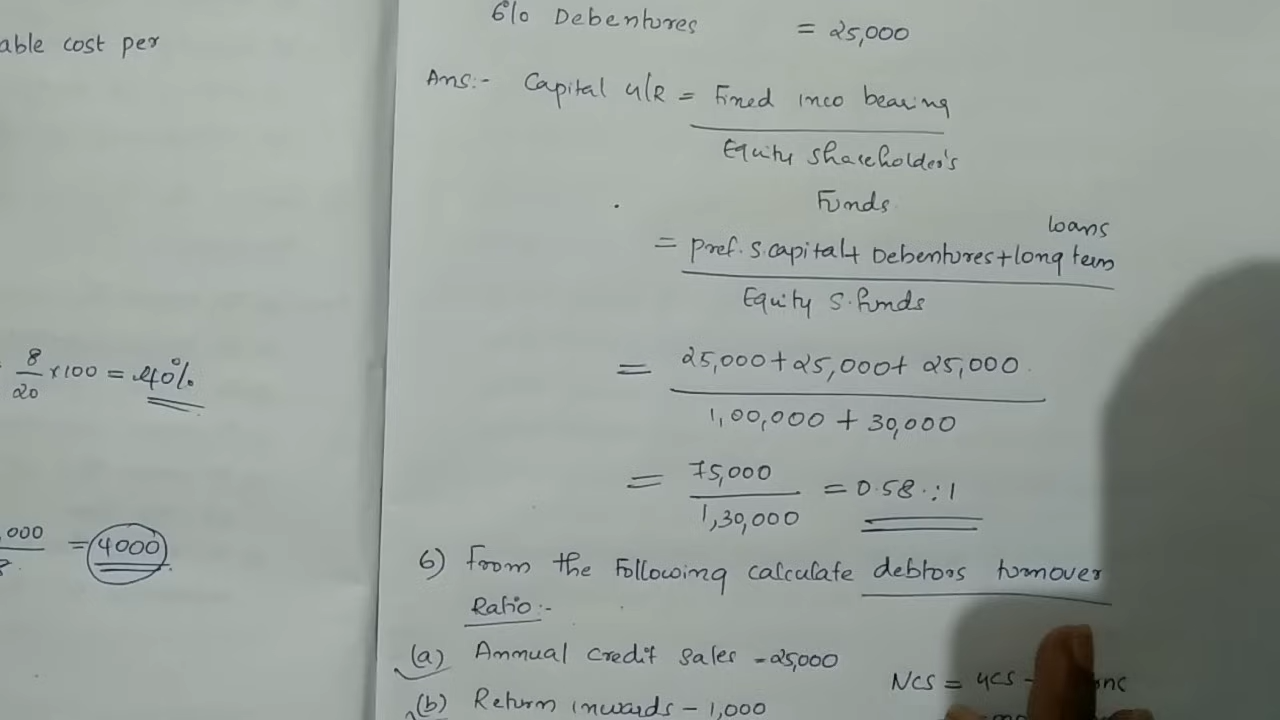 able cost per
8/20 ×100 = 40%
,000 = 4000
6% Debentures = 25,000
Ans:- Capital G/R = Fined inco bearing
Equity shareholder's
Funds
loans
= Pref. S.capital+ Debentures+long term
Equity S.funds
= 25,000+25,000+ 25,000
1,00,000 + 30,000
= 75,000
1,30,000
= 0.58 : 1
6) From the Following calculate debtors turnover
Ratio:-
(a) Annual Credit Sales - 25,000
NCS = GCS -
(b) Return inwards - 1,000